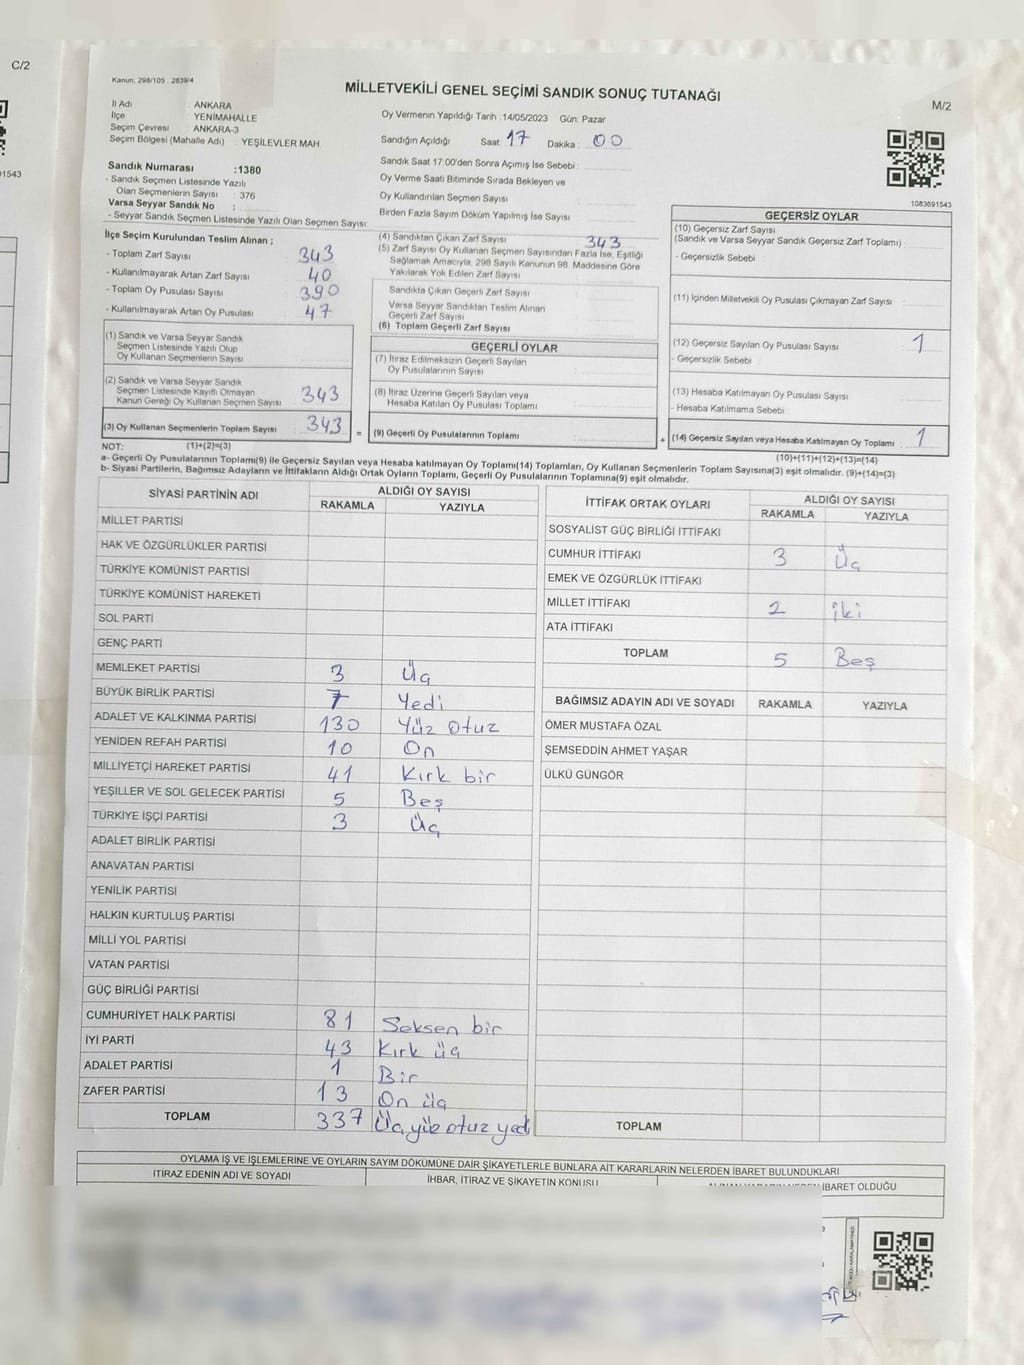 C/2
91543
Kanun: 298/105 . 2839/4
MİLLETVEKİLİ GENEL SEÇİMİ SANDIK SONUÇ TUTANAĞI
M/2
İl Adı : ANKARA
İlçe : YENİMAHALLE
Seçim Çevresi : ANKARA-3
Seçim Bölgesi (Mahalle Adı) : YEŞİLEVLER MAH
Oy Vermenin Yapıldığı Tarih :14/05/2023 Gün: Pazar
Sandığın Açıldığı Saat: 17 Dakika: 00
Sandık Saat 17:00'den Sonra Açımış İse Sebebi :
Oy Verme Saati Bitiminde Sırada Bekleyen ve
Oy Kullandırılan Seçmen Sayısı :
Birden Fazla Sayım Döküm Yapılmış İse Sayısı :
1083691543
Sandık Numarası :1380
- Sandık Seçmen Listesinde Yazılı
Olan Seçmenlerin Sayısı : 376
Varsa Seyyar Sandık No :
- Seyyar Sandık Seçmen Listesinde Yazılı Olan Seçmen Sayısı
İlçe Seçim Kurulundan Teslim Alınan ;
- Toplam Zarf Sayısı : 343
- Kullanılmayarak Artan Zarf Sayısı : 40
- Toplam Oy Pusulası Sayısı : 390
- Kullanılmayarak Artan Oy Pusulası : 47
(1) Sandık ve Varsa Seyyar Sandık
Seçmen Listesinde Yazılı Olup
Oy Kullanan Seçmenlerin Sayısı
(2) Sandık ve Varsa Seyyar Sandık
Seçmen Listesinde Kayıtlı Olmayan
Kanun Gereği Oy Kullanan Seçmen Sayısı : 343
(3) Oy Kullanan Seçmenlerin Toplam Sayısı : 343 =
(4) Sandıktan Çıkan Zarf Sayısı : 343
(5) Zarf Sayısı Oy Kullanan Seçmen Sayısından Fazla İse, Eşitliği
Sağlamak Amacıyla, 298 Sayılı Kanunun 98. Maddesine Göre
Yakılarak Yok Edilen Zarf Sayısı :
Sandıkta Çıkan Geçerli Zarf Sayısı :
Varsa Seyyar Sandıktan Teslim Alınan
Geçerli Zarf Sayısı :
(6) Toplam Geçerli Zarf Sayısı
GEÇERLİ OYLAR
(7) İtiraz Edilmeksizin Geçerli Sayılan
Oy Pusulalarının Sayısı :
(8) İtiraz Üzerine Geçerli Sayılan veya
Hesaba Katılan Oy Pusulası Toplamı :
(9) Geçerli Oy Pusulalarının Toplamı : +
GEÇERSİZ OYLAR
(10) Geçersiz Zarf Sayısı
(Sandık ve Varsa Seyyar Sandık Geçersiz Zarf Toplamı) :
- Geçersizlik Sebebi :
(11) İçinden Milletvekili Oy Pusulası Çıkmayan Zarf Sayısı :
(12) Geçersiz Sayılan Oy Pusulası Sayısı : 1
- Geçersizlik Sebebi :
(13) Hesaba Katılmayan Oy Pusulası Sayısı :
- Hesaba Katılmama Sebebi :
(14) Geçersiz Sayılan veya Hesaba Katılmayan Oy Toplamı : 1
NOT: (1)+(2)=(3)
(10)+(11)+(12)+(13)=(14)
a- Geçerli Oy Pusulalarının Toplamı(9) ile Geçersiz Sayılan veya Hesaba katılmayan Oy Toplamı(14) Toplamları, Oy Kullanan Seçmenlerin Toplam Sayısına(3) eşit olmalıdır. (9)+(14)=(3)
b- Siyasi Partilerin, Bağımsız Adayların ve İttifakların Aldığı Ortak Oyların Toplamı, Geçerli Oy Pusulalarının Toplamına(9) eşit olmalıdır.
SİYASİ PARTİNİN ADI ALDIĞI OY SAYISI
RAKAMLA YAZIYLA
MİLLET PARTİSİ
HAK VE ÖZGÜRLÜKLER PARTİSİ
TÜRKİYE KOMÜNİST PARTİSİ
TÜRKİYE KOMÜNİST HAREKETİ
SOL PARTİ
GENÇ PARTİ
MEMLEKET PARTİSİ 3 Üç
BÜYÜK BİRLİK PARTİSİ 7 Yedi
ADALET VE KALKINMA PARTİSİ 130 Yüz otuz
YENİDEN REFAH PARTİSİ 10 On
MİLLİYETÇİ HAREKET PARTİSİ 41 Kırk bir
YEŞİLLER VE SOL GELECEK PARTİSİ 5 Beş
TÜRKİYE İŞÇİ PARTİSİ 3 Üç
ADALET BİRLİK PARTİSİ
ANAVATAN PARTİSİ
YENİLİK PARTİSİ
HALKIN KURTULUŞ PARTİSİ
MİLLİ YOL PARTİSİ
VATAN PARTİSİ
GÜÇ BİRLİĞİ PARTİSİ
CUMHURİYET HALK PARTİSİ 81 Seksen bir
İYİ PARTİ 43 Kırk üç
ADALET PARTİSİ 1 Bir
ZAFER PARTİSİ 13 On üç
TOPLAM 337 Üçyüz otuz yedi
İTTİFAK ORTAK OYLARI ALDIĞI OY SAYISI
RAKAMLA YAZIYLA
SOSYALİST GÜÇ BİRLİĞİ İTTİFAKI
CUMHUR İTTİFAKI 3 Üç
EMEK VE ÖZGÜRLÜK İTTİFAKI
MİLLET İTTİFAKI 2 iki
ATA İTTİFAKI
TOPLAM 5 Beş
BAĞIMSIZ ADAYIN ADI VE SOYADI RAKAMLA YAZIYLA
ÖMER MUSTAFA ÖZAL
ŞEMSEDDİN AHMET YAŞAR
ÜLKÜ GÜNGÖR
TOPLAM
OYLAMA İŞ VE İŞLEMLERİNE VE OYLARIN SAYIM DÖKÜMÜNE DAİR ŞİKAYETLERLE BUNLARA AİT KARARLARIN NELERDEN İBARET BULUNDUKLARI
İTİRAZ EDENİN ADI VE SOYADI İHBAR, İTİRAZ VE ŞİKAYETİN KONUSU İBARET OLDUĞU